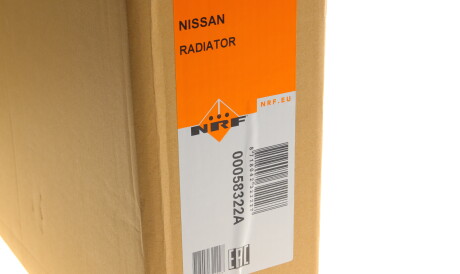 NISSAN
RADIATOR
NRF.EU
NRF
00058322A
EAC